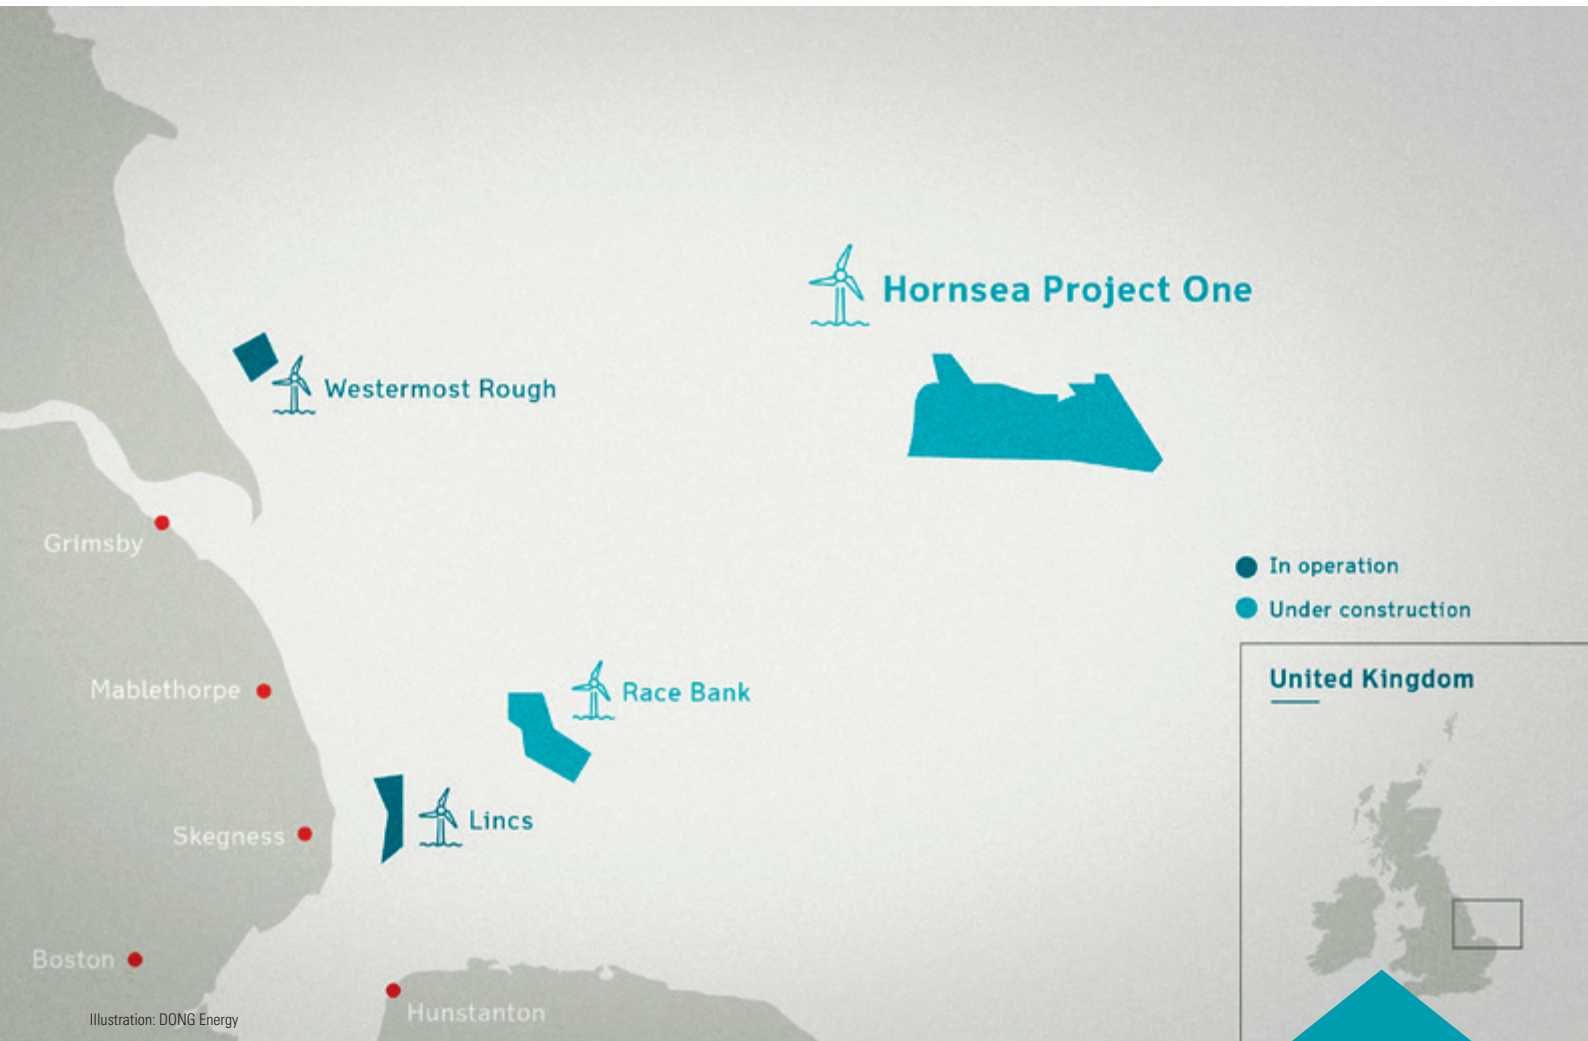 Hornsea Project One
Westermost Rough
Grimsby
In operation
Under construction
United Kingdom
Mablethorpe
Race Bank
Lincs
Skegness
Boston
Hunstanton
Illustration: DONG Energy